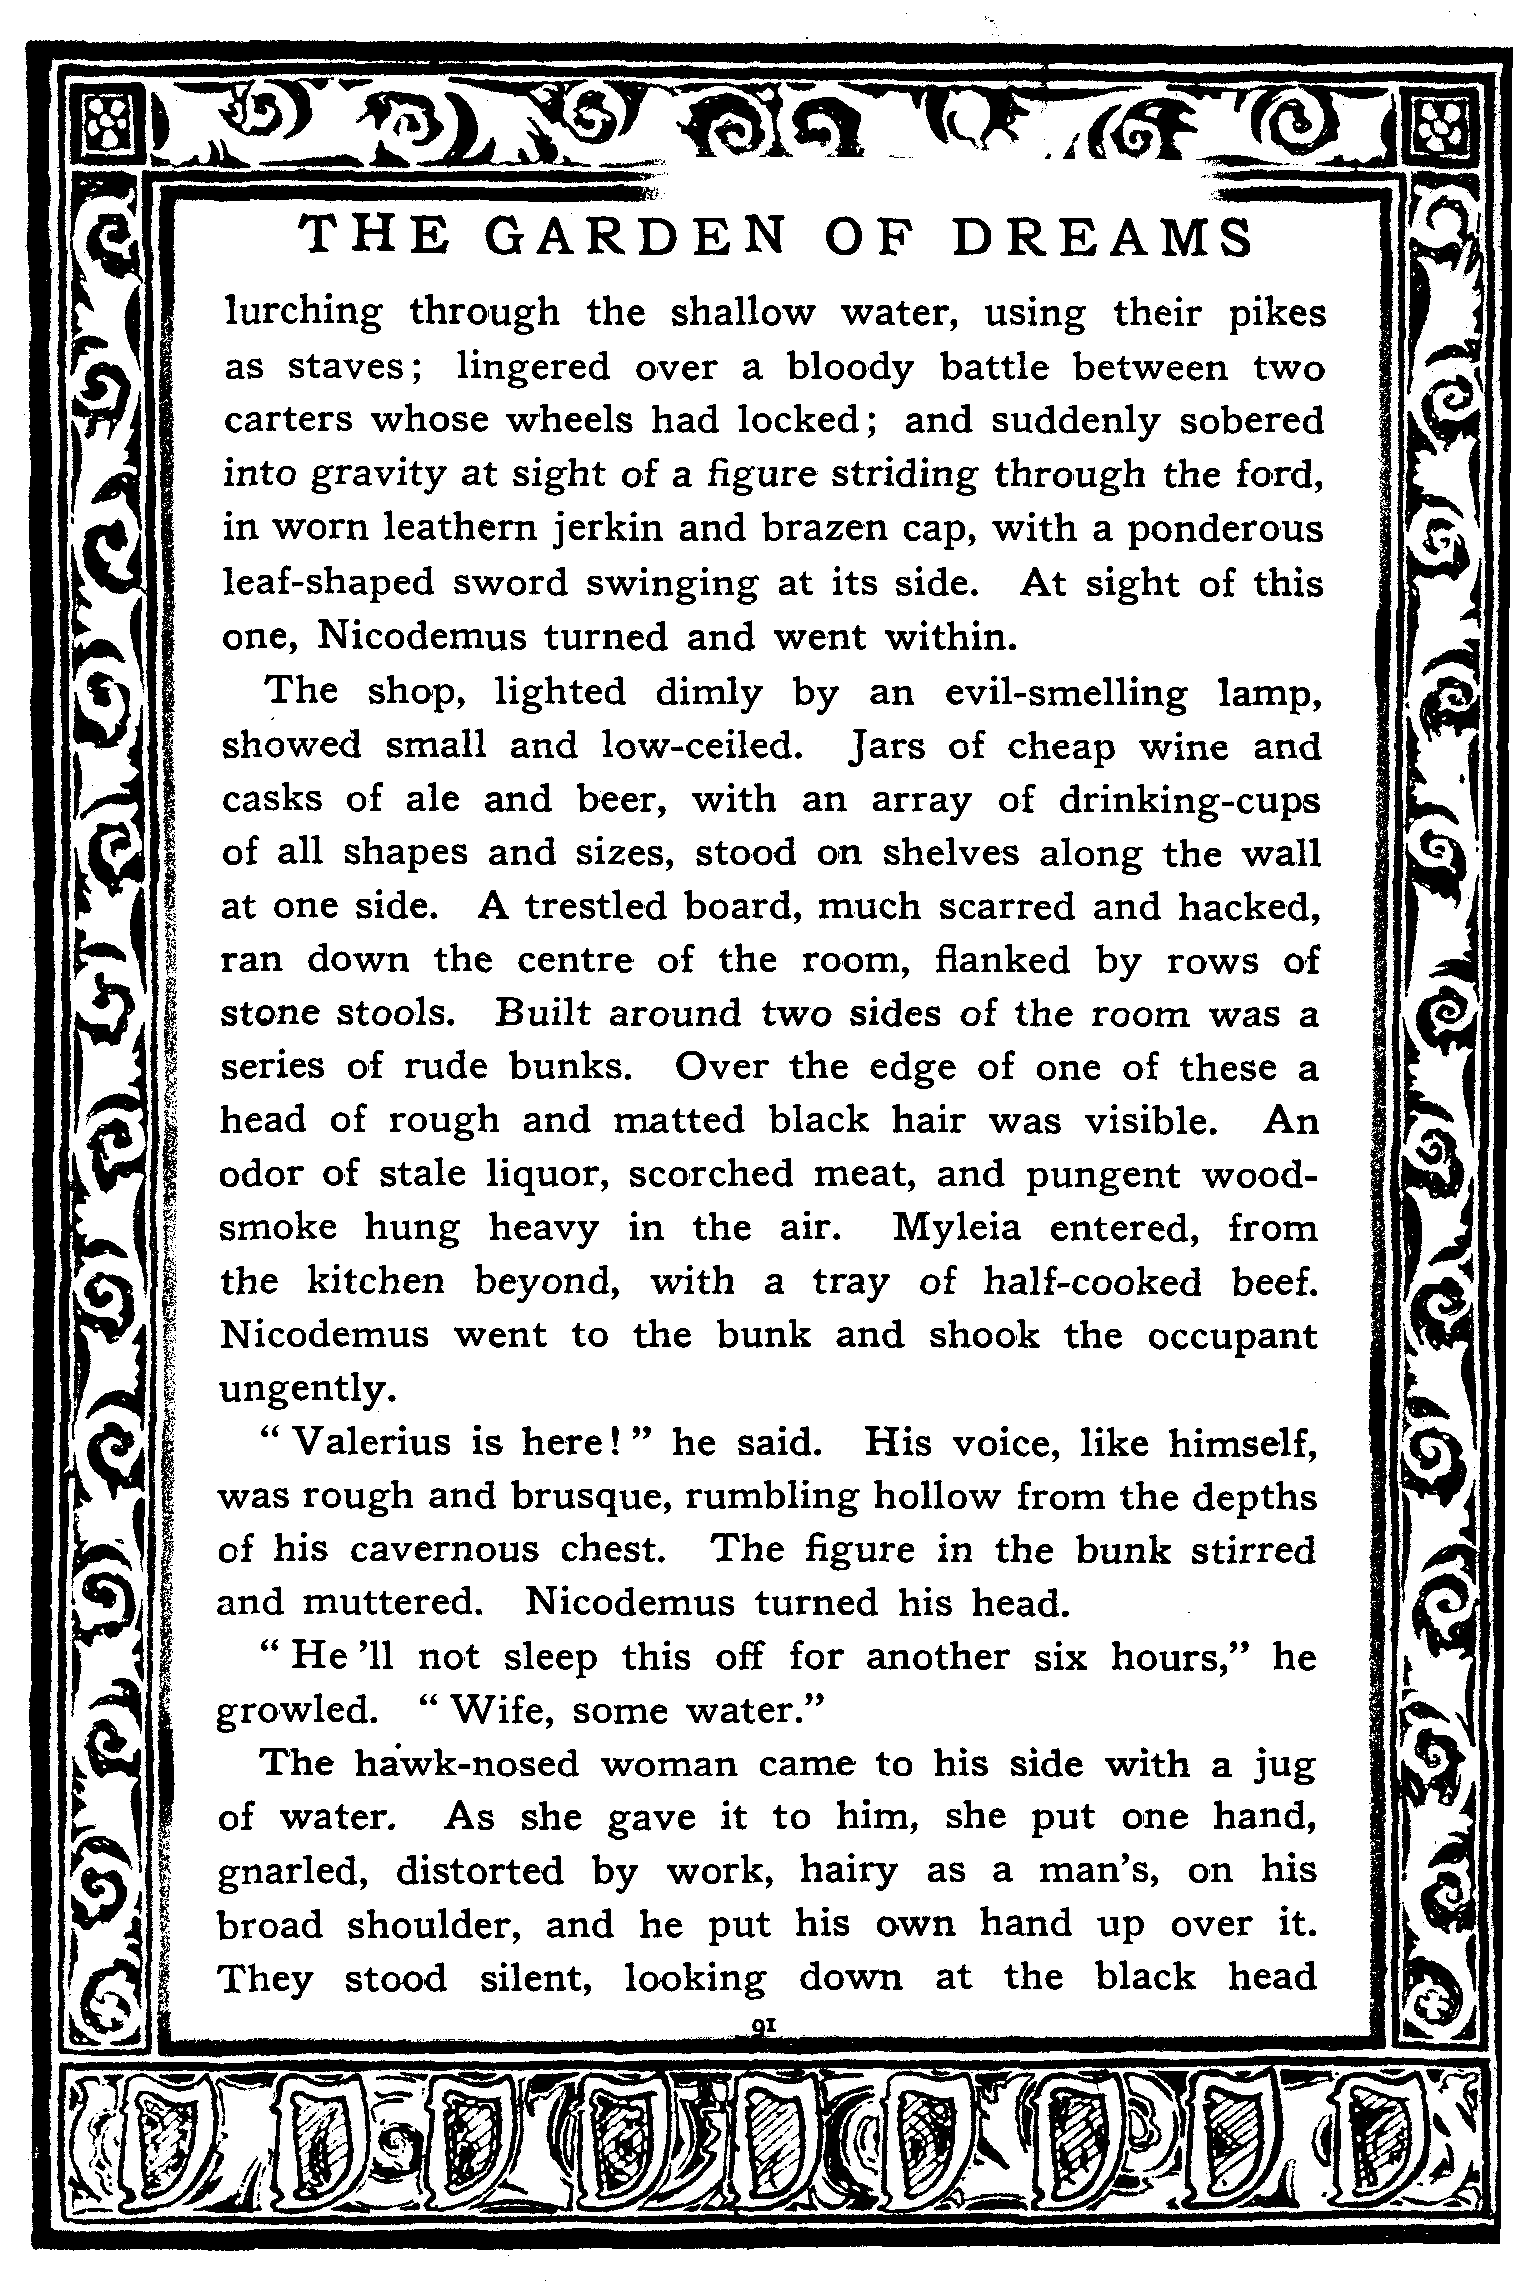 THE GARDEN OF DREAMS
lurching through the shallow water, using their pikes
as staves; lingered over a bloody battle between two
carters whose wheels had locked; and suddenly sobered
into gravity at sight of a figure striding through the ford,
in worn leathern jerkin and brazen cap, with a ponderous
leaf-shaped sword swinging at its side. At sight of this
one, Nicodemus turned and went within.
The shop, lighted dimly by an evil-smelling lamp,
showed small and low-ceiled. Jars of cheap wine and
casks of ale and beer, with an array of drinking-cups
of all shapes and sizes, stood on shelves along the wall
at one side. A trestled board, much scarred and hacked,
ran down the centre of the room, flanked by rows of
stone stools. Built around two sides of the room was a
series of rude bunks. Over the edge of one of these a
head of rough and matted black hair was visible. An
odor of stale liquor, scorched meat, and pungent wood-
smoke hung heavy in the air. Myleia entered, from
the kitchen beyond, with a tray of half-cooked beef.
Nicodemus went to the bunk and shook the occupant
ungently.
“Valerius is here!” he said. His voice, like himself,
was rough and brusque, rumbling hollow from the depths
of his cavernous chest. The figure in the bunk stirred
and muttered. Nicodemus turned his head.
“He’ll not sleep this off for another six hours,” he
growled. “Wife, some water.”
The hawk-nosed woman came to his side with a jug
of water. As she gave it to him, she put one hand,
gnarled, distorted by work, hairy as a man’s, on his
broad shoulder, and he put his own hand up over it.
They stood silent, looking down at the black head
91